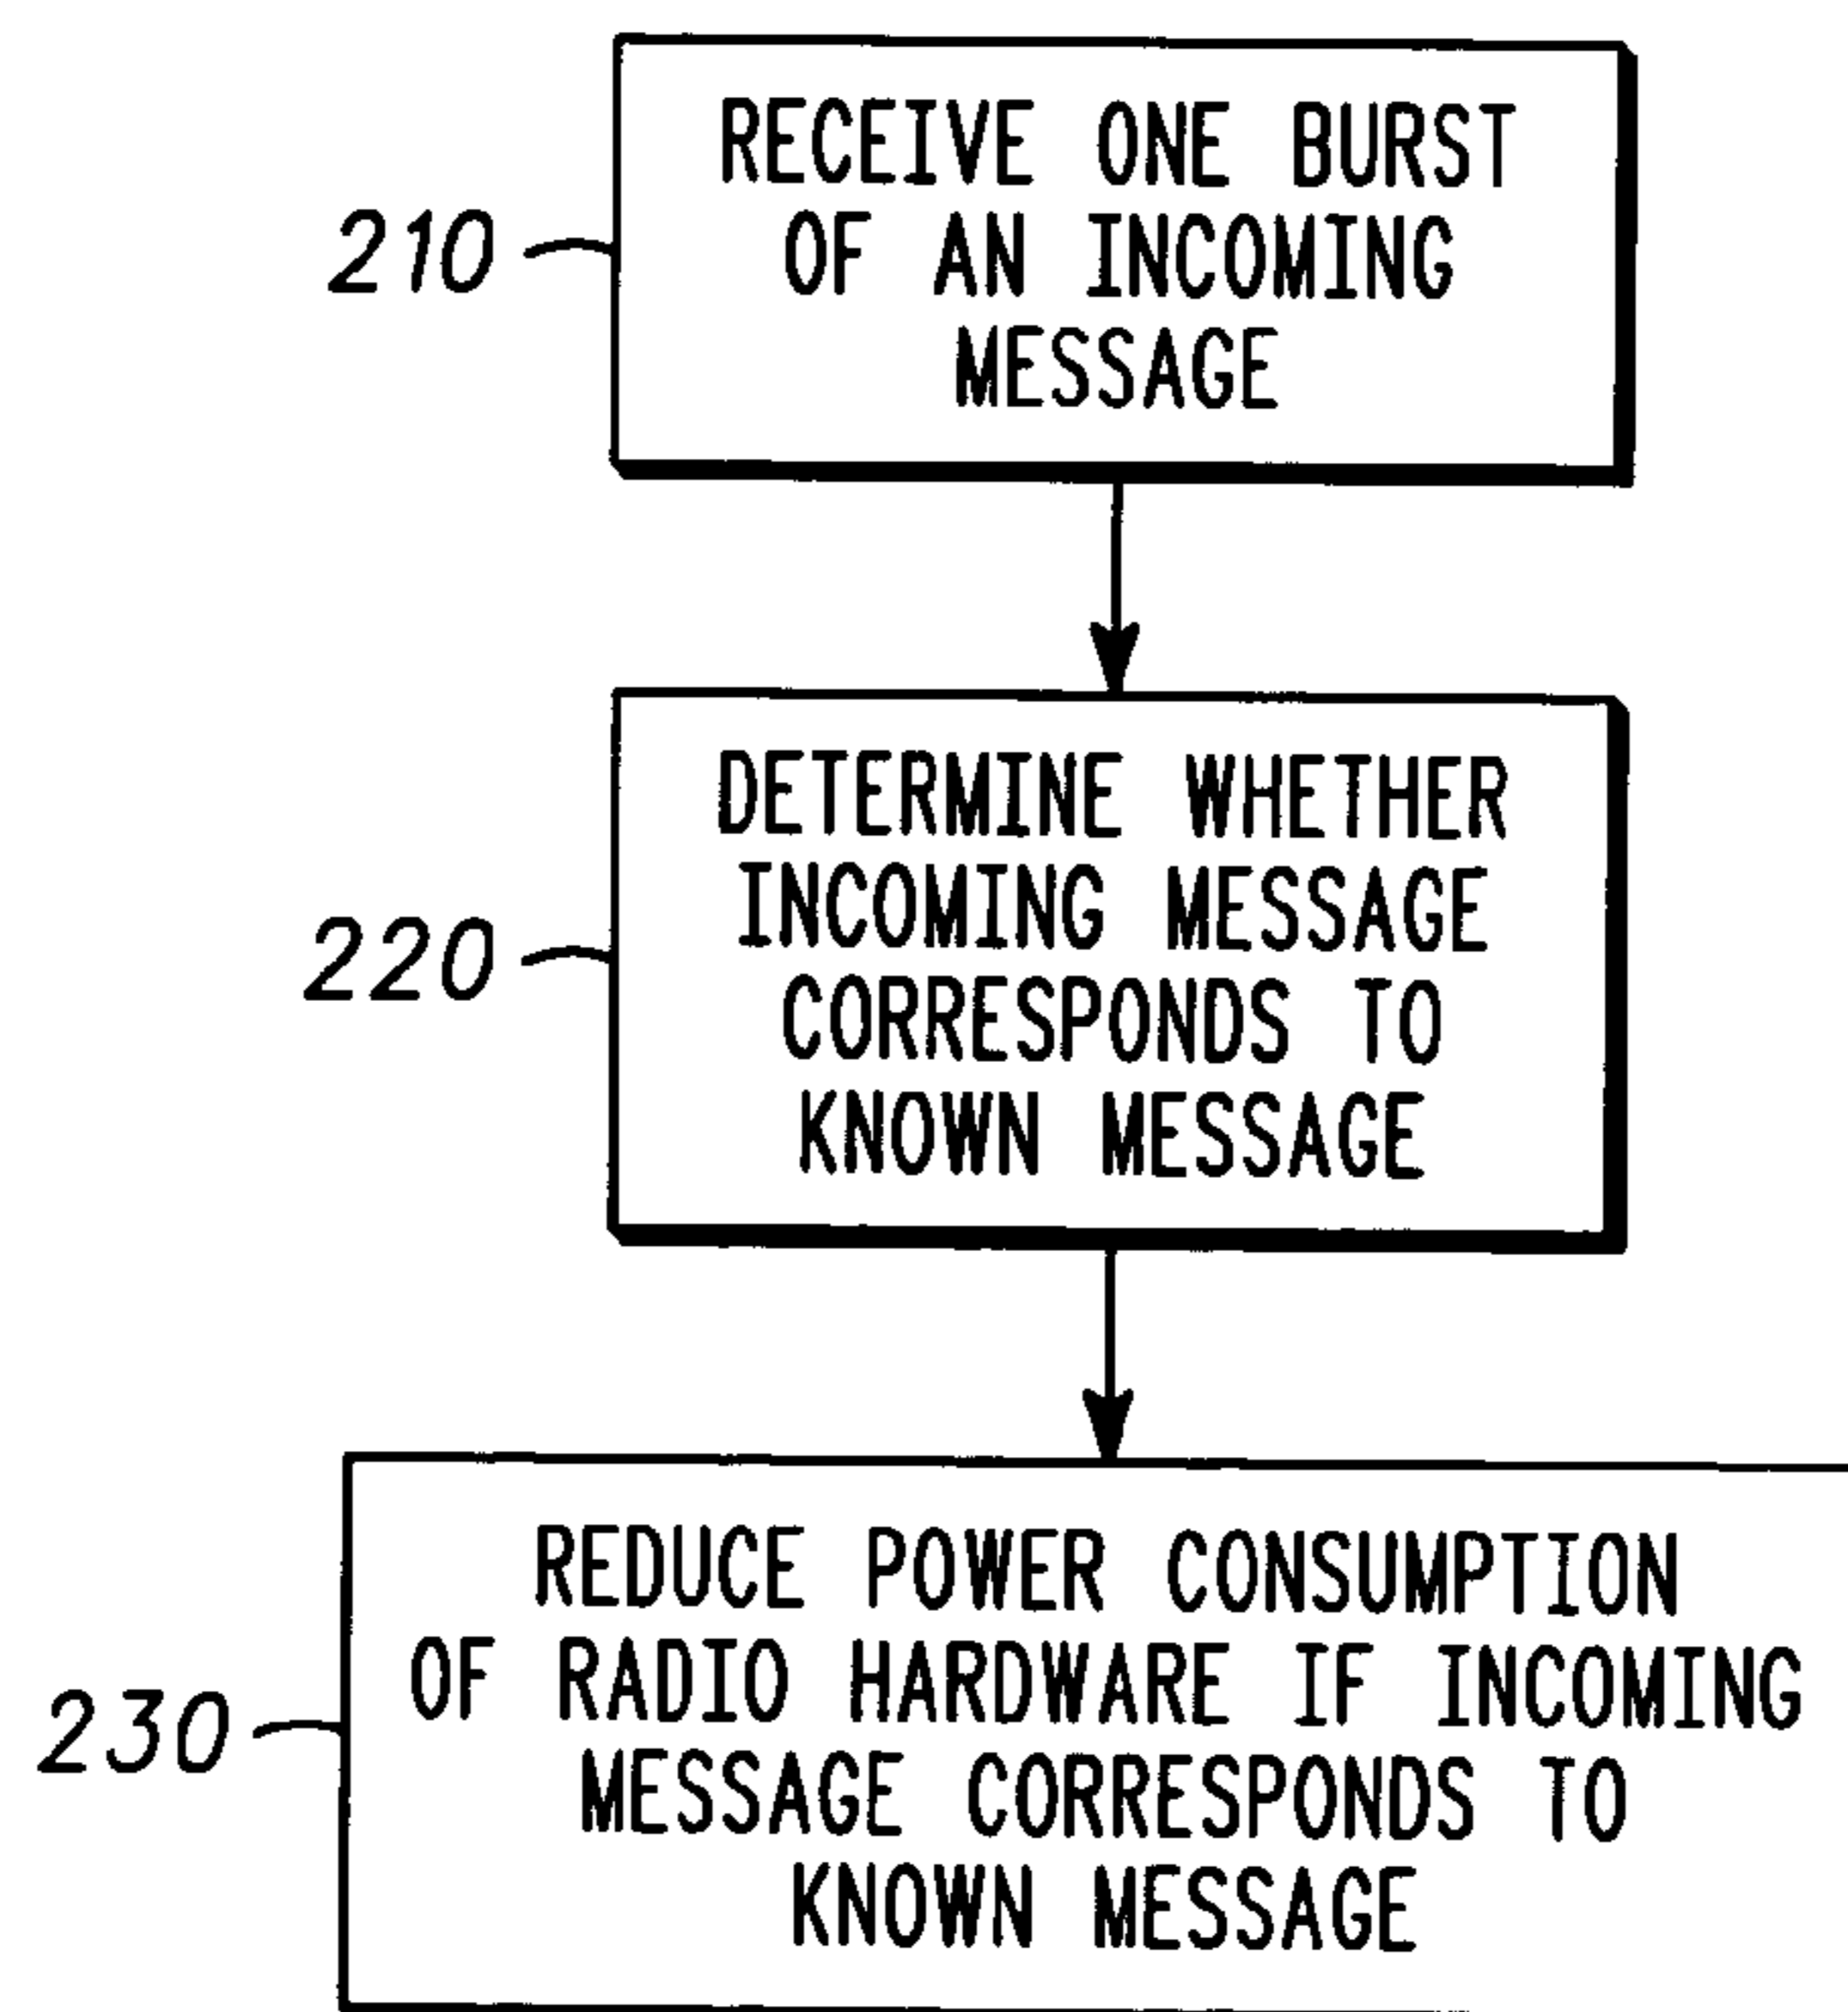 RECEIVE ONE BURST
OF AN INCOMING
MESSAGE
210
DETERMINE WHETHER
INCOMING MESSAGE
CORRESPONDS TO
KNOWN MESSAGE
220
REDUCE POWER CONSUMPTION
OF RADIO HARDWARE IF INCOMING
MESSAGE CORRESPONDS TO
KNOWN MESSAGE
230